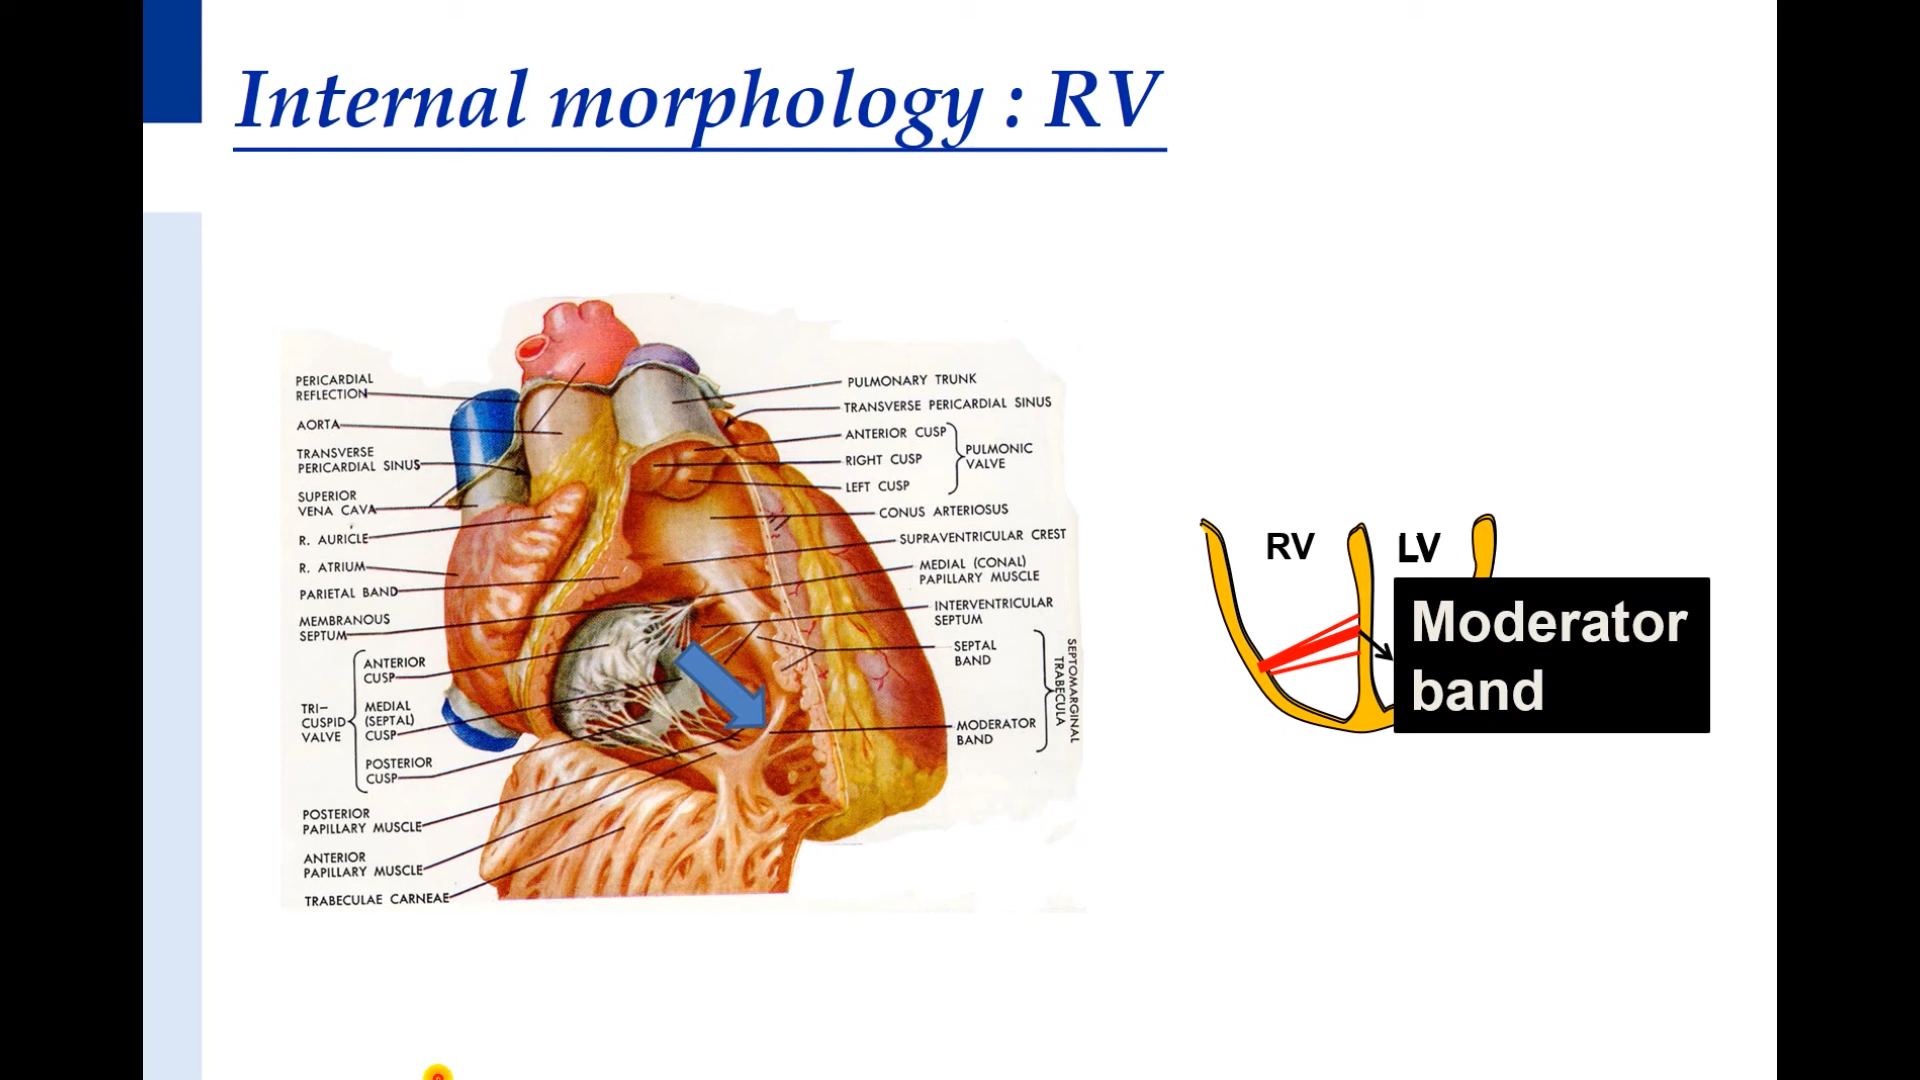 Internal morphology : RV
PERICARDIAL
REFLECTION
AORTA
TRANSVERSE
PERICARDIAL SINUS
SUPERIOR
VENA CAVA
R. AURICLE
R. ATRIUM
PARIETAL BAND
MEMBRANOUS
SEPTUM
TRI–
CUSPID
VALVE
ANTERIOR
CUSP
MEDIAL
(SEPTAL)
CUSP
POSTERIOR
CUSP
POSTERIOR
PAPILLARY MUSCLE
ANTERIOR
PAPILLARY MUSCLE
TRABECULAE CARNEAE
PULMONARY TRUNK
TRANSVERSE PERICARDIAL SINUS
ANTERIOR CUSP
RIGHT CUSP
LEFT CUSP
PULMONIC
VALVE
CONUS ARTERIOSUS
SUPRAVENTRICULAR CREST
MEDIAL (CONAL)
PAPILLARY MUSCLE
INTERVENTRICULAR
SEPTUM
SEPTAL
BAND
MODERATOR
BAND
SEPTOMARGINAL
TRABECULA
RV
LV
Moderator
band